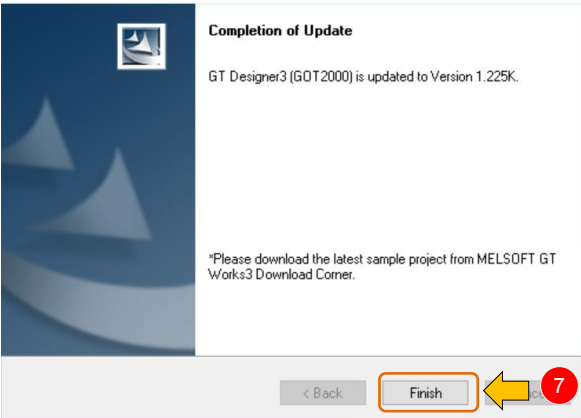 Completion of Update
GT Designer3 (GOT2000) is updated to Version 1.225K.
*Please download the latest sample project from MELSOFT GT
Works3 Download Corner.
< Back
Finish
7